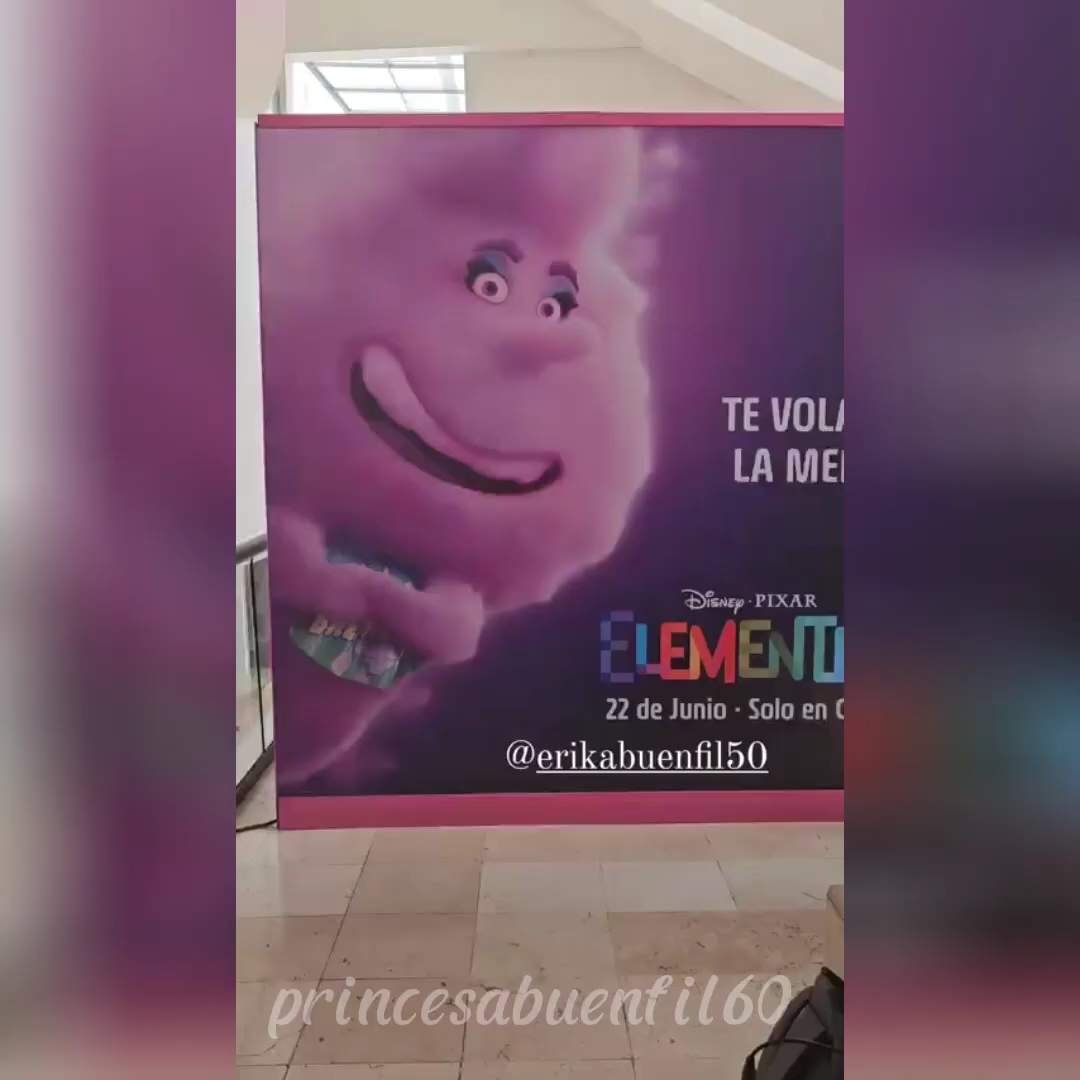 TE VOLA
LA ME
Disney · PIXAR
ELEMENT
22 de Junio · Solo en C
@erikabuenfil50
princesabuenfil60